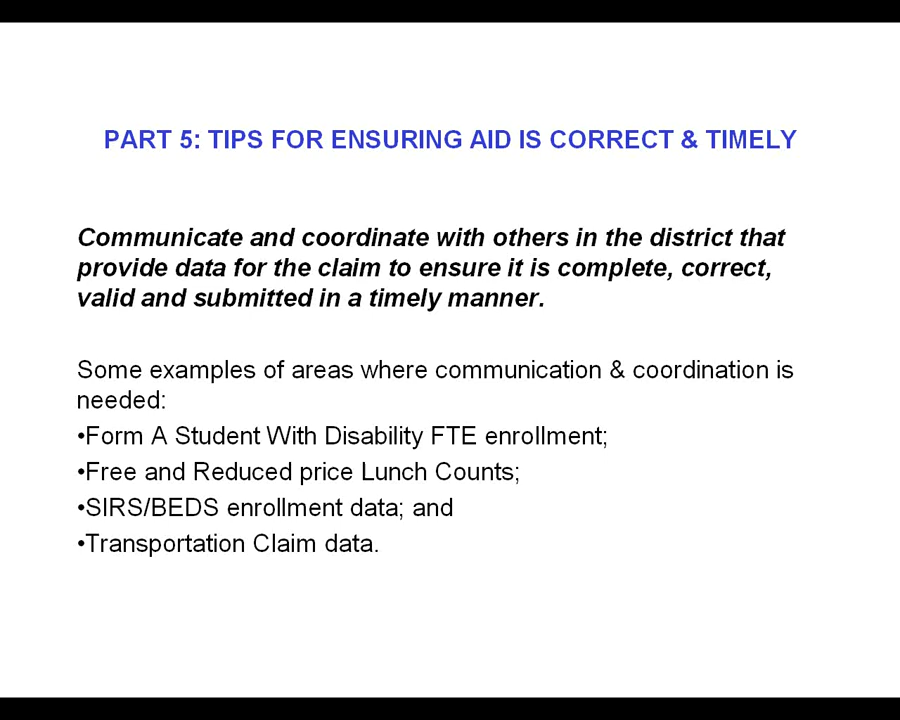 PART 5: TIPS FOR ENSURING AID IS CORRECT & TIMELY
Communicate and coordinate with others in the district that
provide data for the claim to ensure it is complete, correct,
valid and submitted in a timely manner.
Some examples of areas where communication & coordination is
needed:
•Form A Student With Disability FTE enrollment;
•Free and Reduced price Lunch Counts;
•SIRS/BEDS enrollment data; and
•Transportation Claim data.